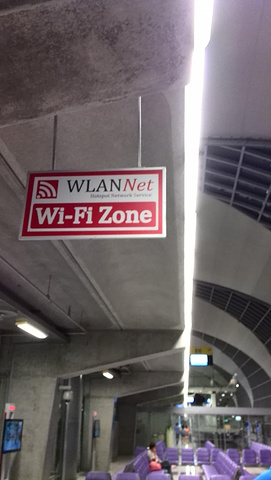 WLANNet
Hotspot Network Service
Wi-Fi Zone